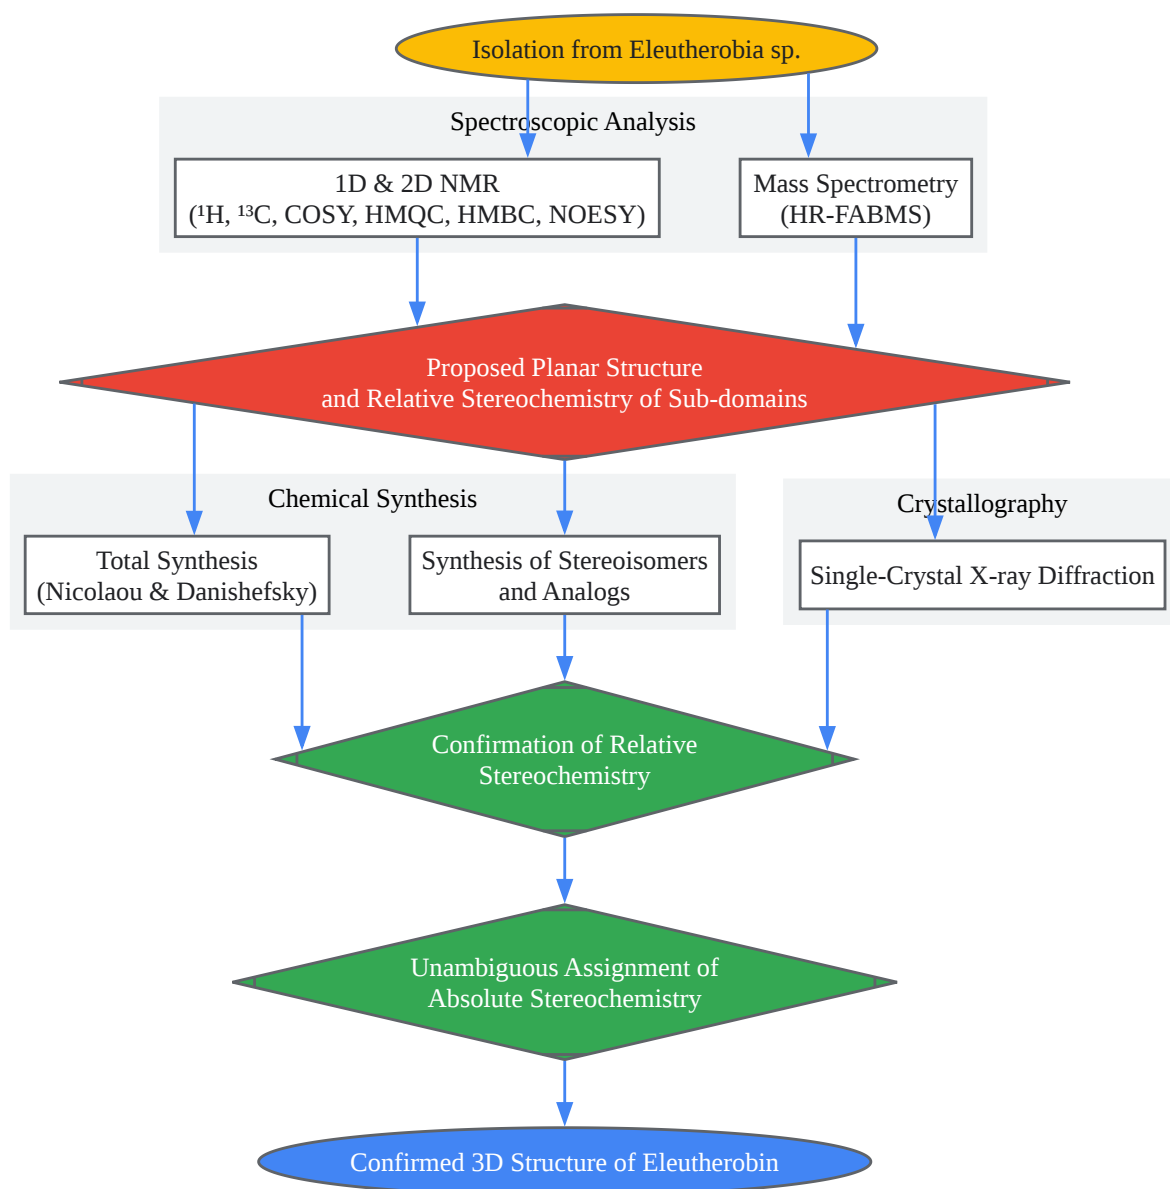 Isolation from Eleutherobia sp.
Spectroscopic Analysis
1D & 2D NMR
(¹H, ¹³C, COSY, HMQC, HMBC, NOESY)
Mass Spectrometry
(HR-FABMS)
Proposed Planar Structure
and Relative Stereochemistry of Sub-domains
Chemical Synthesis
Total Synthesis
(Nicolaou & Danishefsky)
Synthesis of Stereoisomers
and Analogs
Crystallography
Single-Crystal X-ray Diffraction
Confirmation of Relative
Stereochemistry
Unambiguous Assignment of
Absolute Stereochemistry
Confirmed 3D Structure of Eleutherobin